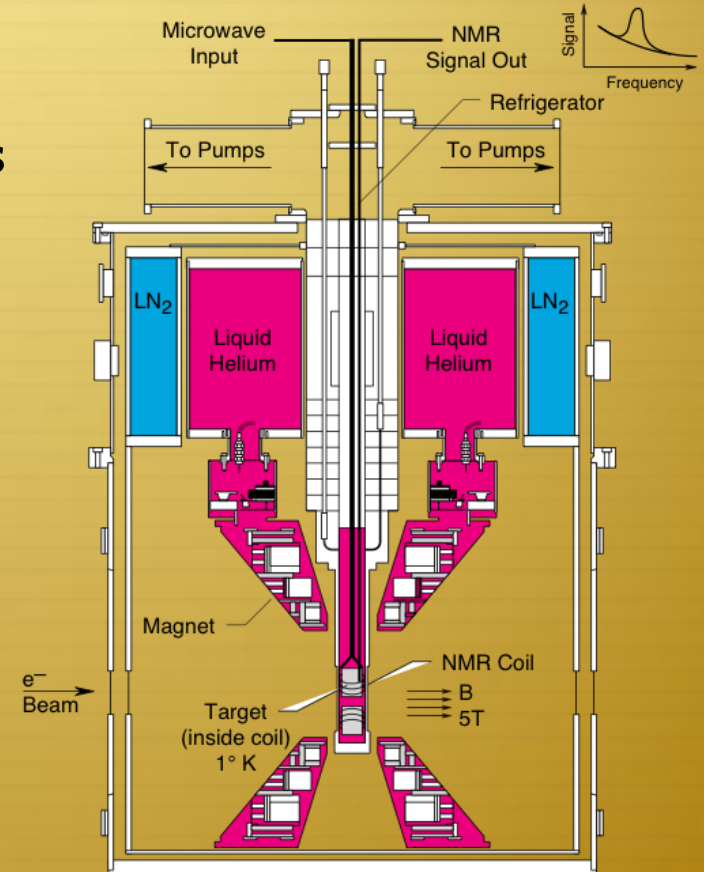 Microwave
Input
NMR
Signal Out
Signal
Frequency
Refrigerator
s
To Pumps
To Pumps
LN2
Liquid
Helium
Liquid
Helium
LN2
Magnet
NMR Coil
e–
Beam
B
5T
Target
(inside coil)
1° K